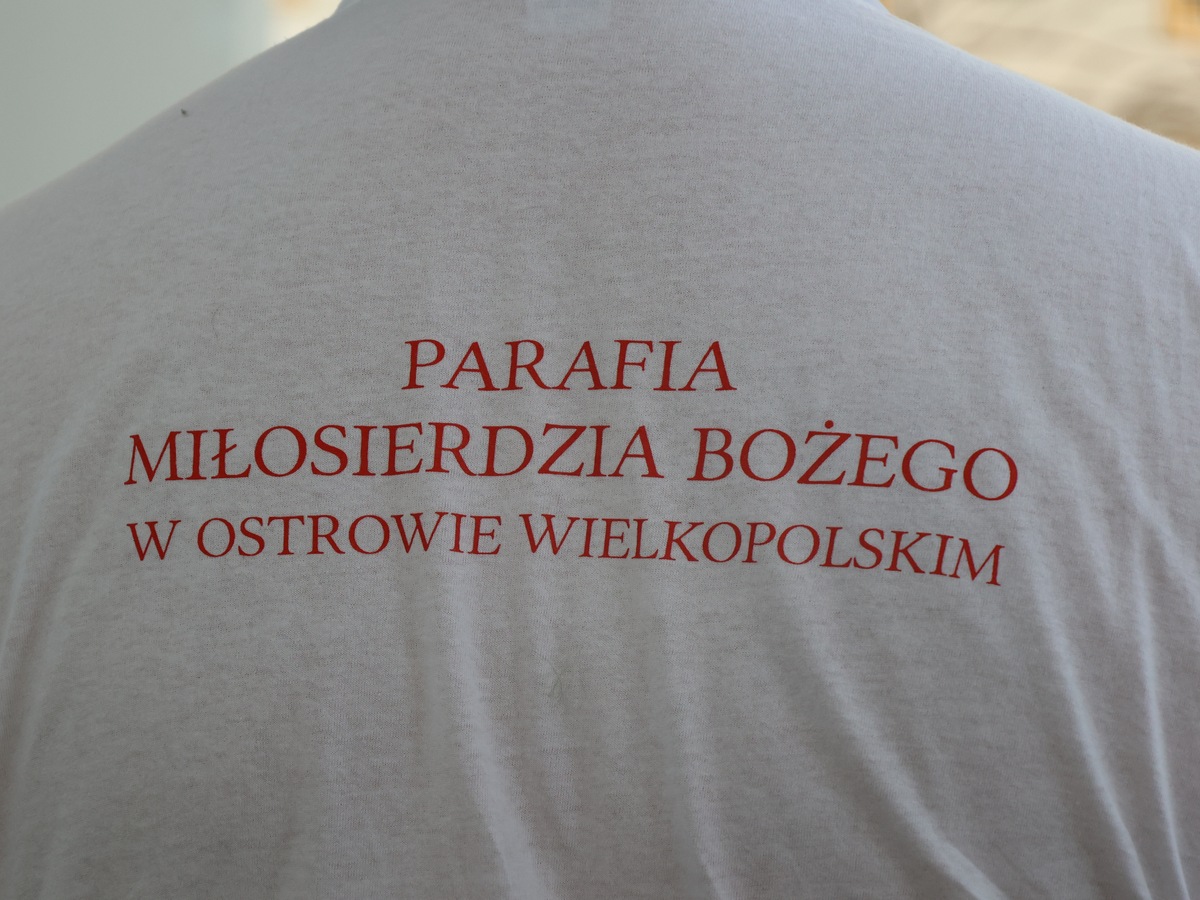 PARAFIA
MIŁOSIERDZIA BOŻEGO
W OSTROWIE WIELKOPOLSKIM